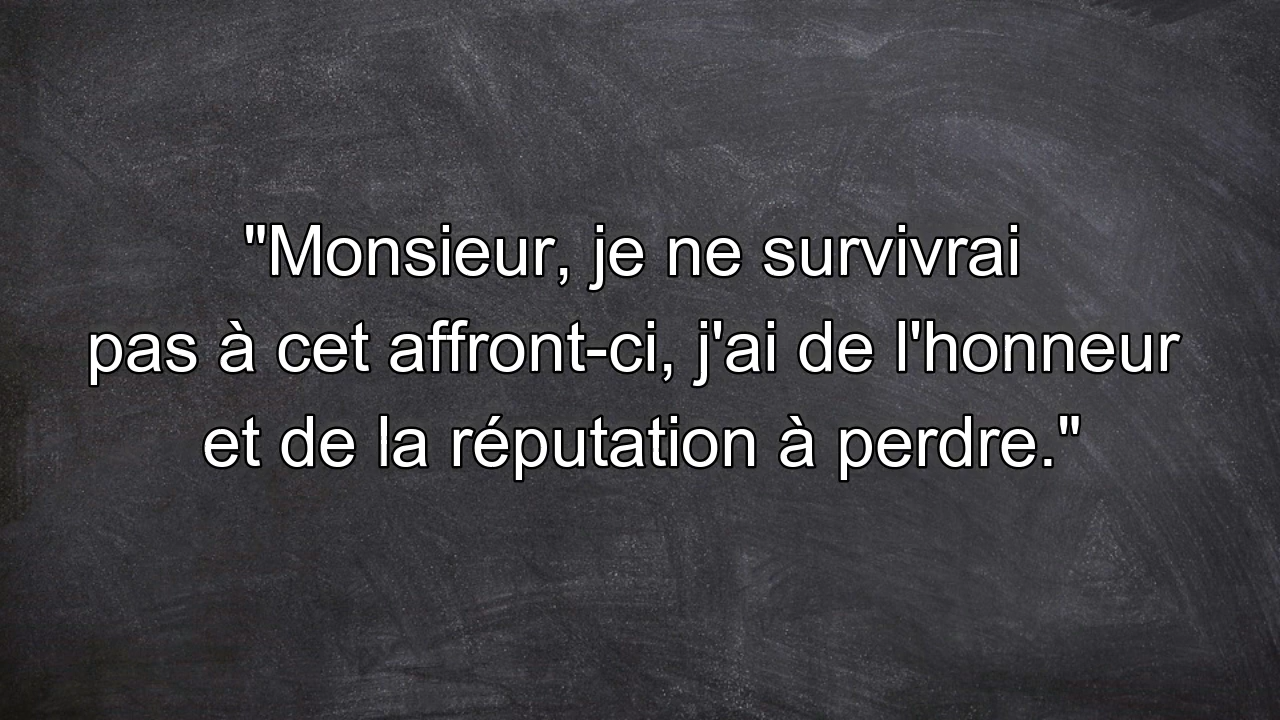 "Monsieur, je ne survivrai
pas à cet affront-ci, j'ai de l'honneur
et de la réputation à perdre."